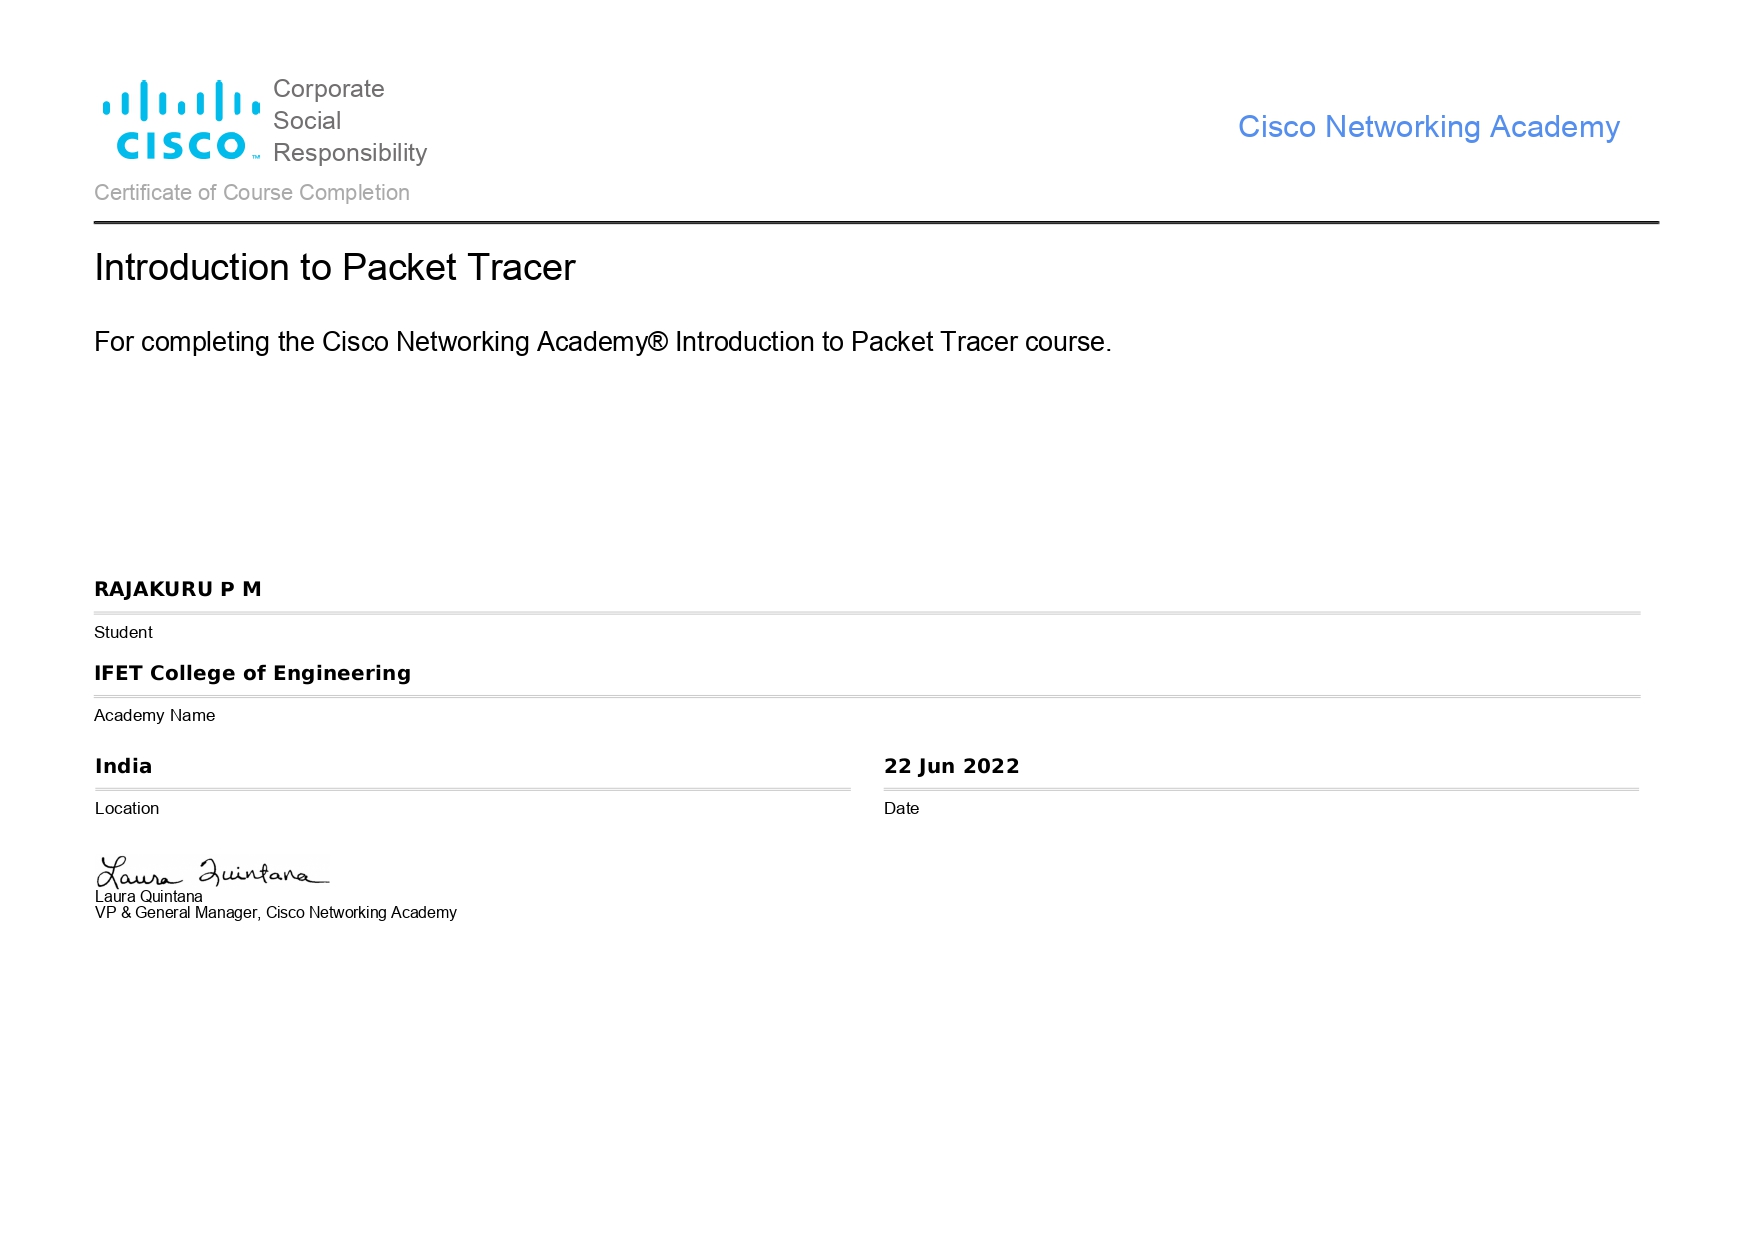 Corporate
Social
Responsibility
CISCO™
Cisco Networking Academy
Certificate of Course Completion
Introduction to Packet Tracer
For completing the Cisco Networking Academy® Introduction to Packet Tracer course.
RAJAKURU P M
Student
IFET College of Engineering
Academy Name
India
22 Jun 2022
Location
Date
Laura Quintana
Laura Quintana
VP & General Manager, Cisco Networking Academy